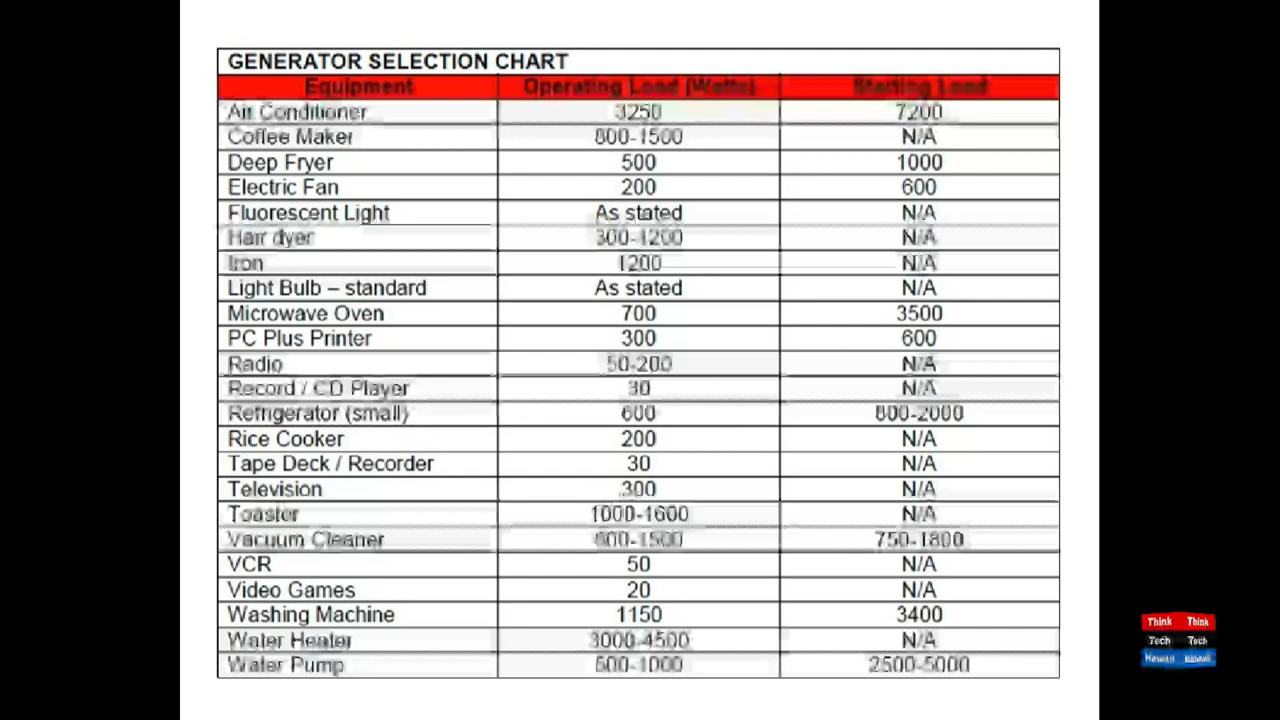 GENERATOR SELECTION CHART
Equipment Operating Load (Watts) Starting Load
Air Conditioner 3250 7200
Coffee Maker 800-1500 N/A
Deep Fryer 500 1000
Electric Fan 200 600
Fluorescent Light As stated N/A
Hair dyer 300-1200 N/A
Iron 1200 N/A
Light Bulb – standard As stated N/A
Microwave Oven 700 3500
PC Plus Printer 300 600
Radio 50-200 N/A
Record / CD Player 30 N/A
Refrigerator (small) 600 800-2000
Rice Cooker 200 N/A
Tape Deck / Recorder 30 N/A
Television 300 N/A
Toaster 1000-1600 N/A
Vacuum Cleaner 750-1800
VCR 50 N/A
Video Games 20 N/A
Washing Machine 1150 3400
Water Heater 3000-4500 N/A
Water Pump 2500-5000
Think Think
Tech Tech
Hawaii Hawaii